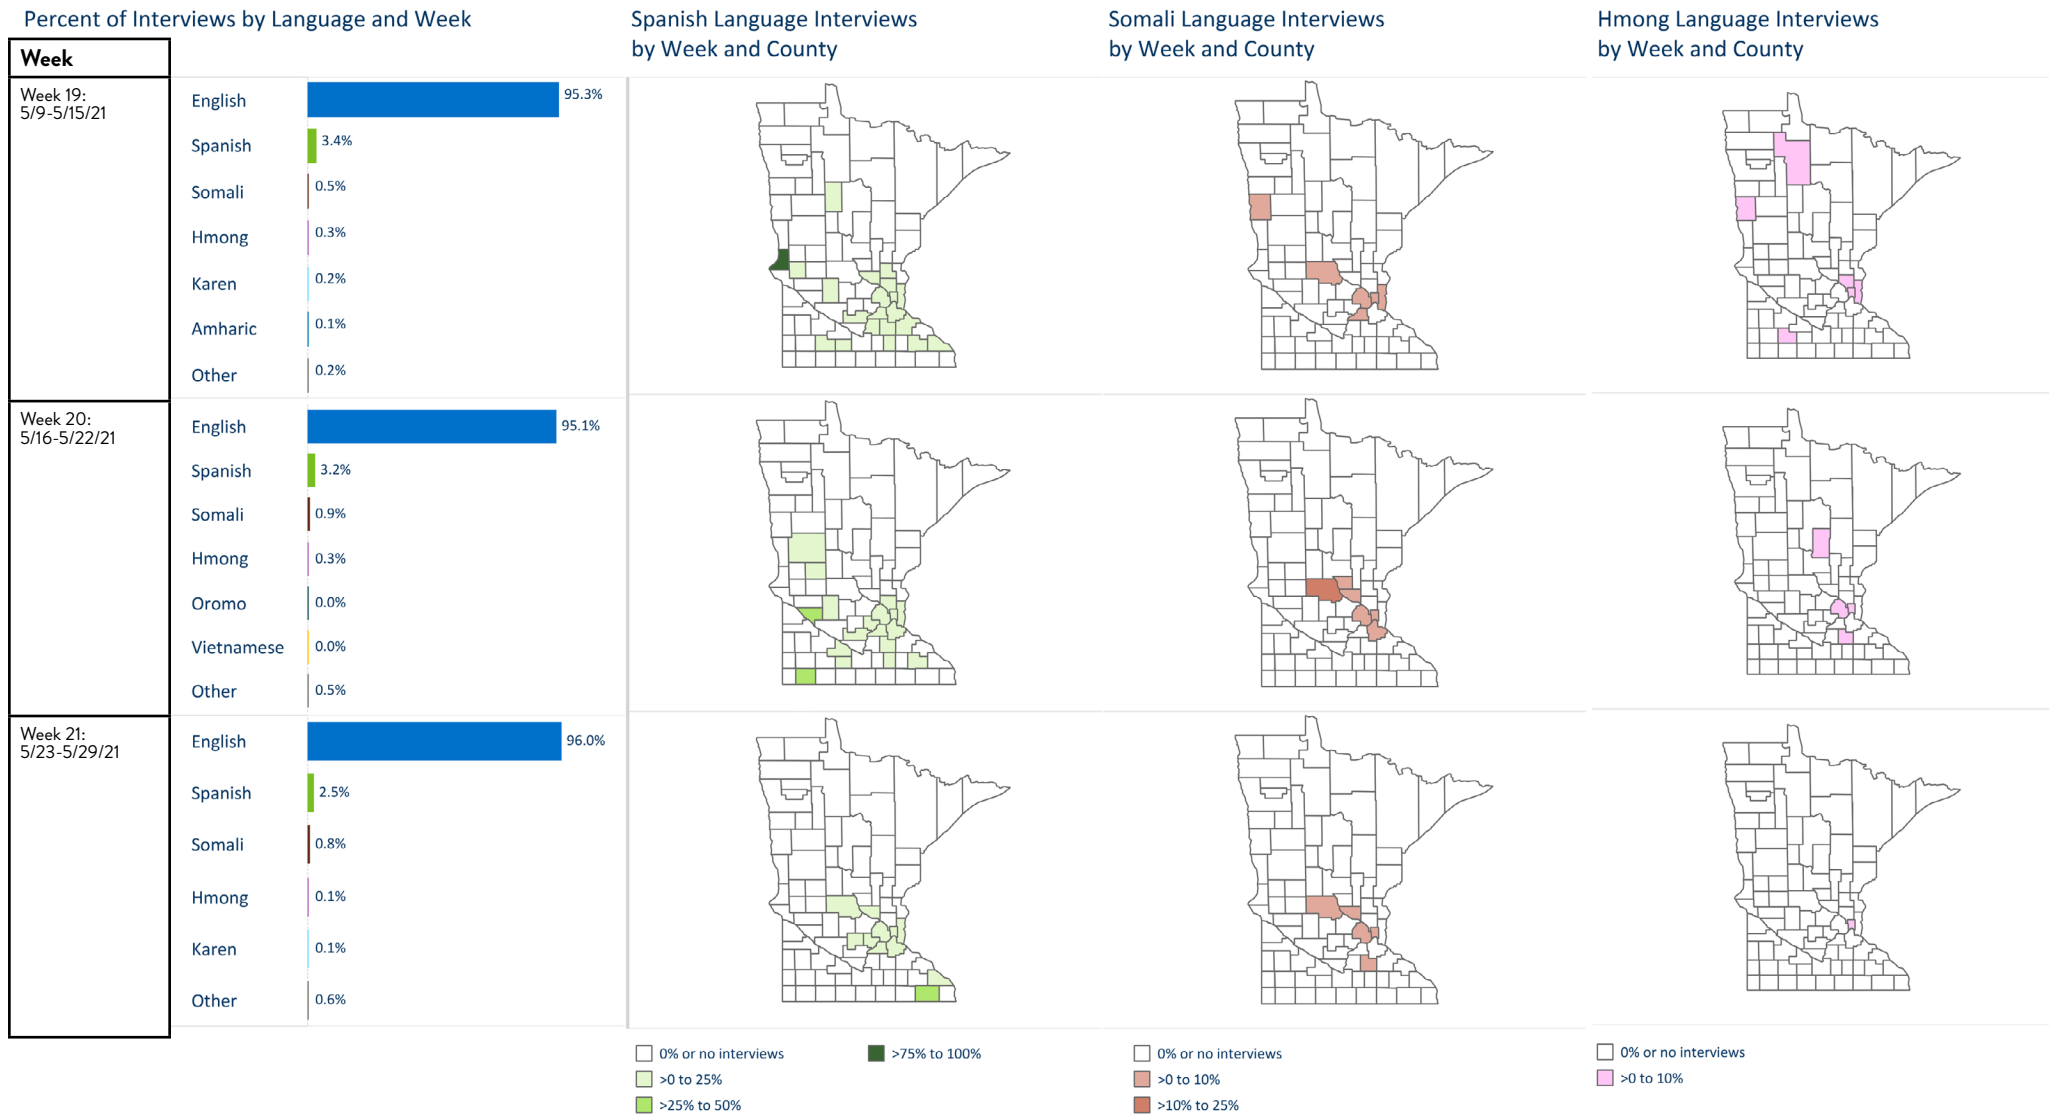 Percent of Interviews by Language and Week
Spanish Language Interviews
by Week and County
Somali Language Interviews
by Week and County
Hmong Language Interviews
by Week and County
Week
Week 19:
5/9-5/15/21
English
95.3%
Spanish
3.4%
Somali
0.5%
Hmong
0.3%
Karen
0.2%
Amharic
0.1%
Other
0.2%
Week 20:
5/16-5/22/21
English
95.1%
Spanish
3.2%
Somali
0.9%
Hmong
0.3%
Oromo
0.0%
Vietnamese
0.0%
Other
0.5%
Week 21:
5/23-5/29/21
English
96.0%
Spanish
2.5%
Somali
0.8%
Hmong
0.1%
Karen
0.1%
Other
0.6%
0% or no interviews
>0 to 25%
>25% to 50%
>75% to 100%
0% or no interviews
>0 to 10%
>10% to 25%
0% or no interviews
>0 to 10%